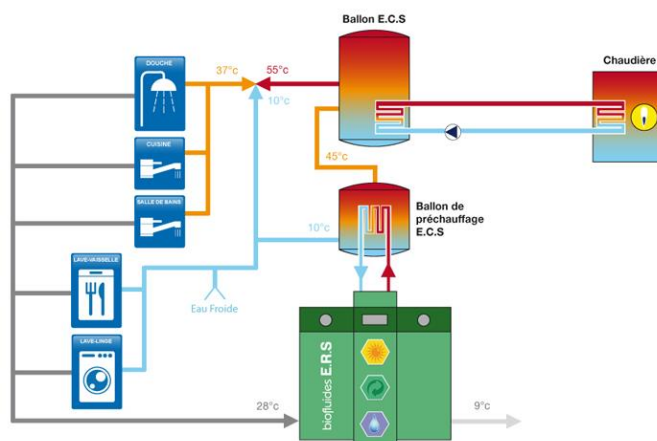 Ballon E.C.S
Chaudière
DOUCHE
37°c
55°c
10°c
CUISINE
45°c
SALLE DE BAINS
10°c
Ballon de
préchauffage
E.C.S
LAVE-VAISSELLE
Eau Froide
LAVE-LINGE
biofluides E.R.S
28°c
9°c